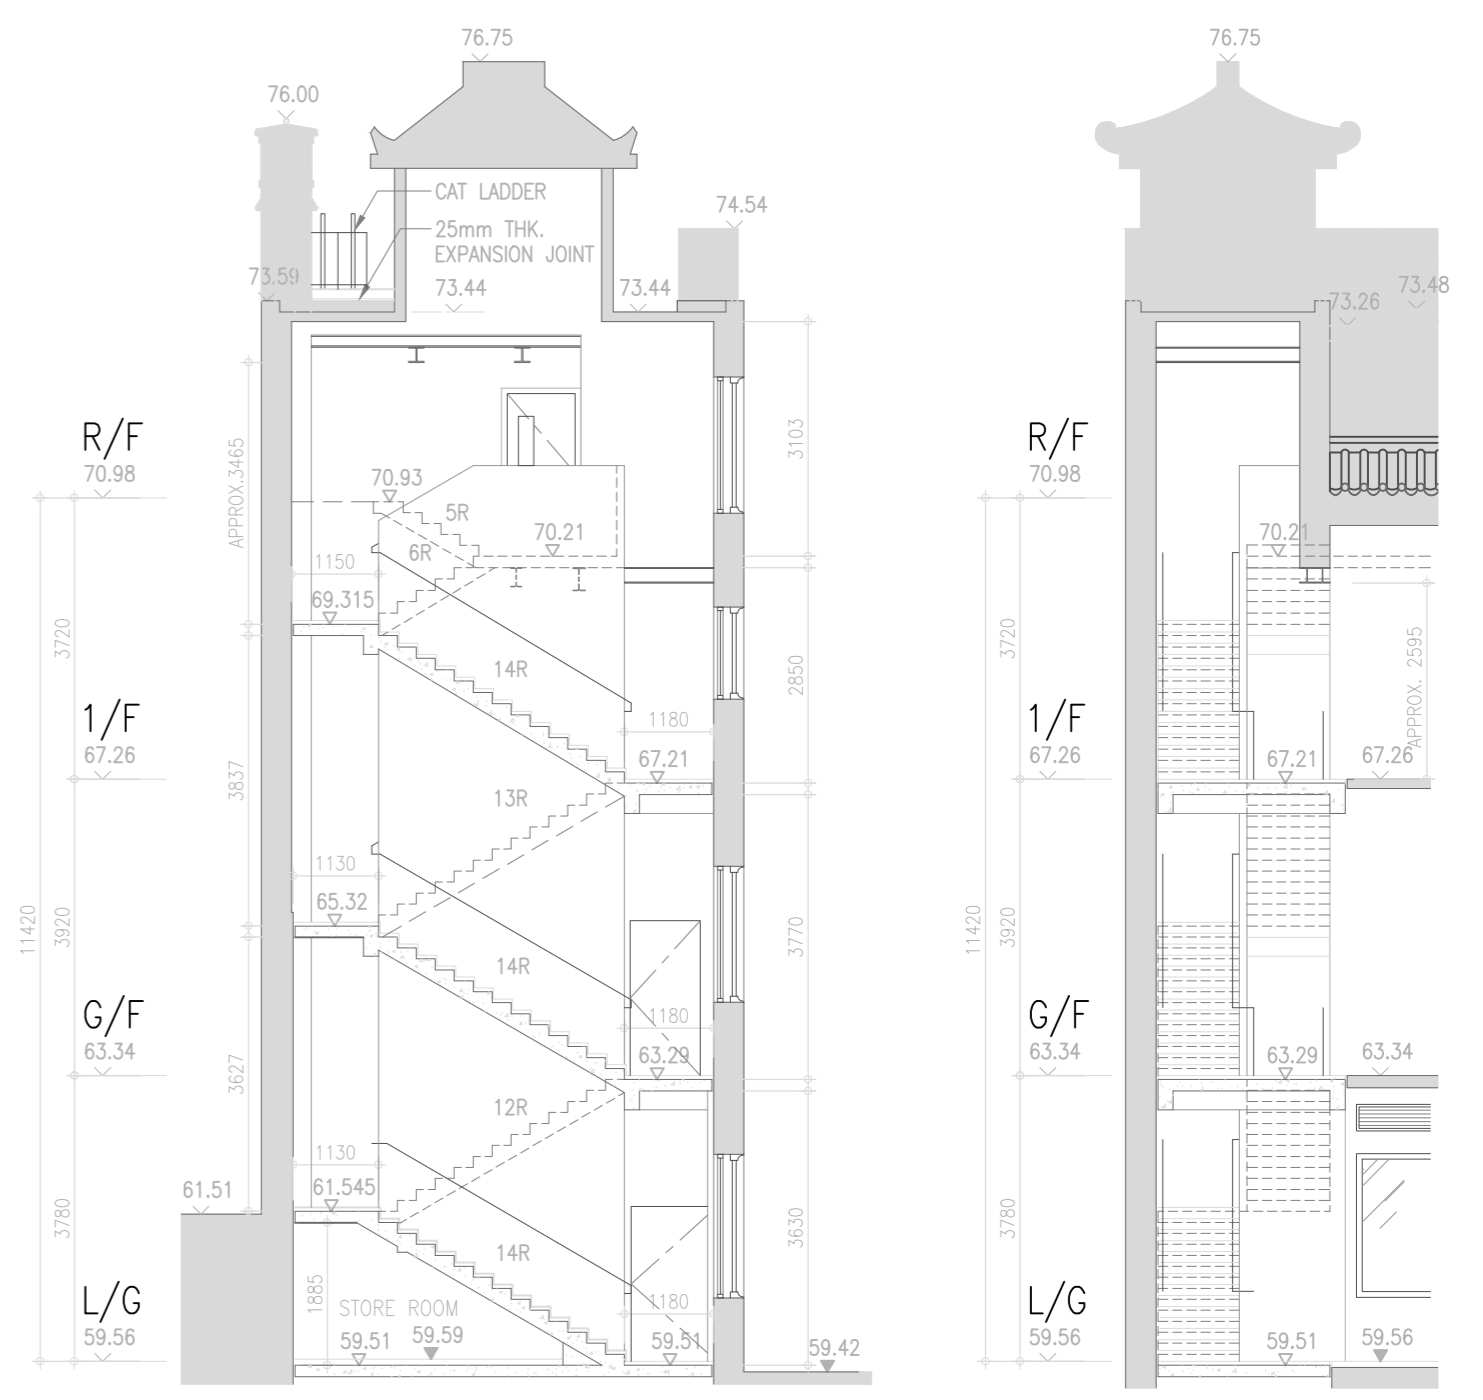 76.75
76.00
CAT LADDER
25mm THK.
EXPANSION JOINT
74.54
73.59
73.44
73.44
R/F
70.98
APPROX.3465
3103
70.93
5R
6R
70.21
1150
69.315
3720
14R
2850
1/F
67.26
1180
67.21
3837
13R
1130
65.32
11420
3920
14R
3770
G/F
63.34
1180
63.29
3627
12R
1130
61.545
61.51
3780
14R
3630
1885
L/G
59.56
STORE ROOM
1180
59.51
59.59
59.51
59.42
76.75
73.48
73.26
R/F
70.98
70.21
3720
APPROX. 2595
1/F
67.26
67.21
67.26
11420
3920
G/F
63.34
63.29
63.34
3780
L/G
59.56
59.51
59.56